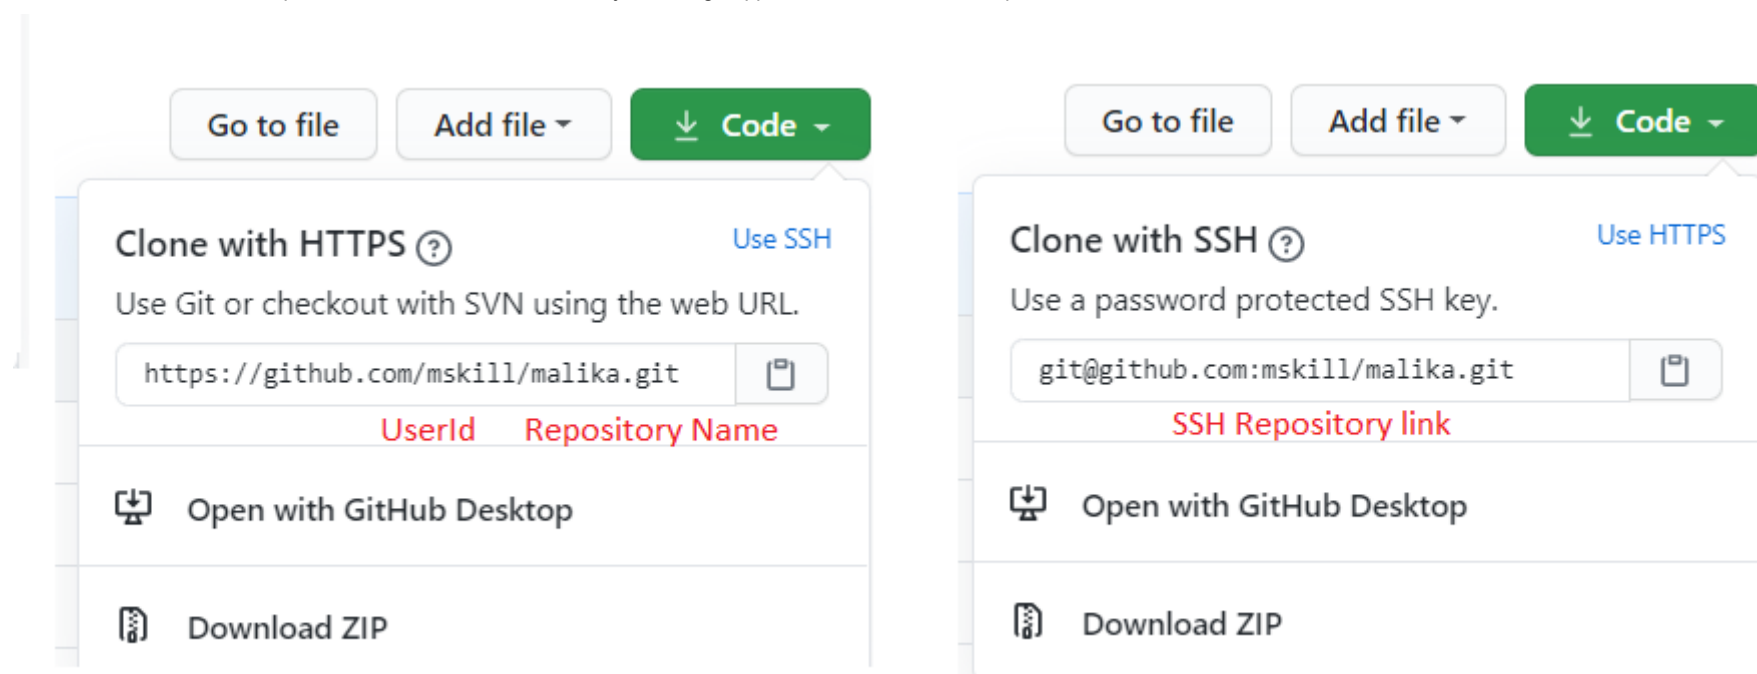 Go to file
Add file
Code
Clone with HTTPS
Use SSH
Use Git or checkout with SVN using the web URL.
https://github.com/mskill/malika.git
UserId Repository Name
Open with GitHub Desktop
Download ZIP
Go to file
Add file
Code
Clone with SSH
Use HTTPS
Use a password protected SSH key.
git@github.com:mskill/malika.git
SSH Repository link
Open with GitHub Desktop
Download ZIP